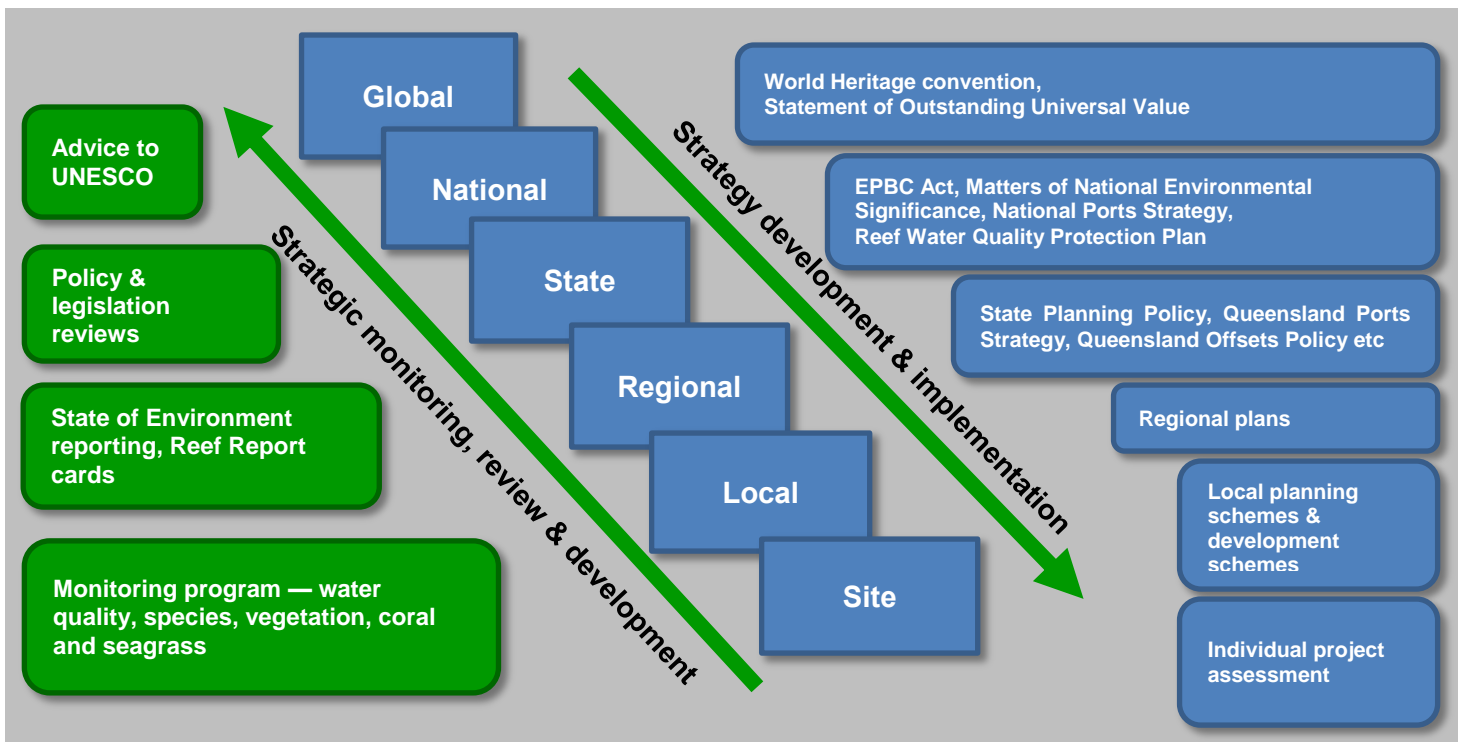 Global
National
State
Regional
Local
Site
Strategic monitoring, review & development
Strategy development & implementation
Advice to
UNESCO
Policy &
legislation
reviews
State of Environment
reporting, Reef Report
cards
Monitoring program — water
quality, species, vegetation, coral
and seagrass
World Heritage convention,
Statement of Outstanding Universal Value
EPBC Act, Matters of National Environmental
Significance, National Ports Strategy,
Reef Water Quality Protection Plan
State Planning Policy, Queensland Ports
Strategy, Queensland Offsets Policy etc
Regional plans
Local planning
schemes &
development
schemes
Individual project
assessment